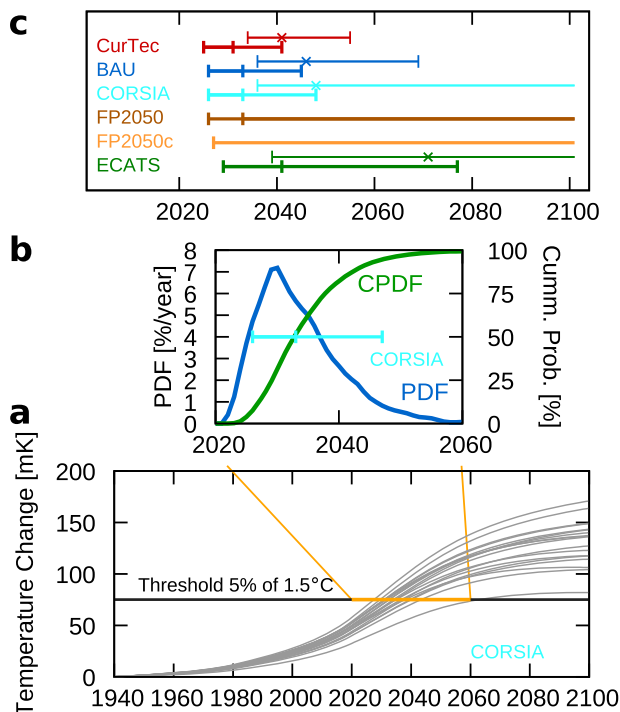 c
CurTec
BAU
CORSIA
FP2050
FP2050c
ECATS
2020 2040 2060 2080 2100
b
8
7
6
5
4
3
2
1
0
PDF [%/year]
100
75
50
25
0
Cumm. Prob. [%]
CPDF
CORSIA
PDF
2020 2040 2060
a
Temperature Change [mK]
200
150
100
50
0
Threshold 5% of 1.5°C
CORSIA
1940 1960 1980 2000 2020 2040 2060 2080 2100